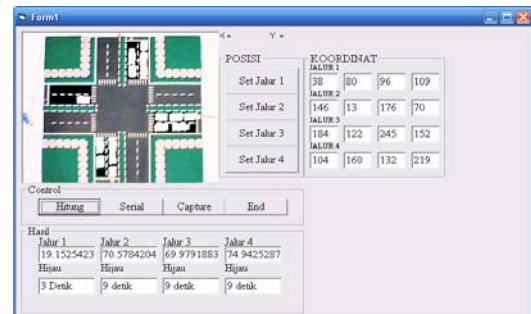 Form1
X = Y =
POSISI
Set Jalur 1
Set Jalur 2
Set Jalur 3
Set Jalur 4
KOORDINAT
JALUR 1
38 80 96 109
JALUR 2
146 13 176 70
JALUR 3
184 122 245 152
JALUR 4
104 160 132 219
Control
Hitung Serial Capture End
Hasil
Jalur 1 Jalur 2 Jalur 3 Jalur 4
19.1525423 70.5784204 69.9791883 74.9425287
Hijau Hijau Hijau Hijau
3 Detik 9 detik 9 detik 9 detik